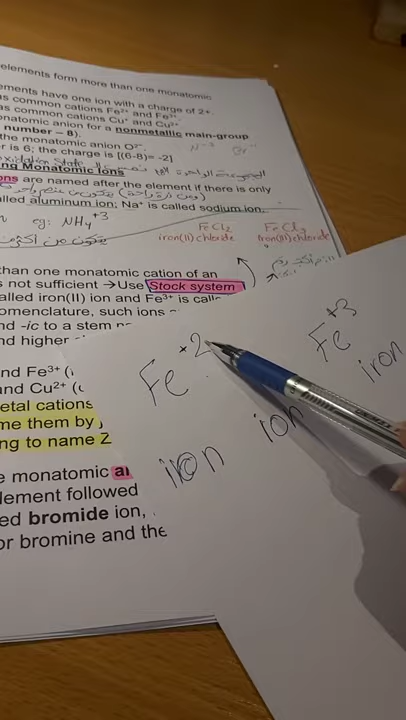 elements form more than one monatomic
ements have one ion with a charge of 2+.
as common cations Fe²⁺ and Fe³⁺.
as common cations Cu⁺ and Cu²⁺.
onatomic anion for a nonmetallic main-group
number – 8).
the monatomic anion O²⁻.
er is 6; the charge is [(6-8)= -2]
ng Monatomic Ions
ons are named after the element if there is only
alled aluminum ion; Na⁺ is called sodium ion.
eg: NH₄⁺³
FeCl₂ FeCl₃
iron(II)chloride iron(III)chloride
than one monatomic cation of an
s not sufficient → Use Stock system
alled iron(II) ion and Fe³⁺ is calle
omenclature, such ions
nd -ic to a stem n
nd higher
nd Fe³⁺ (
and Cu²⁺ (
etal cations
me them by
ng to name Z
e monatomic a
lement followed
ed bromide ion,
or bromine and the
Fe⁺² Fe⁺³
iron ion iron